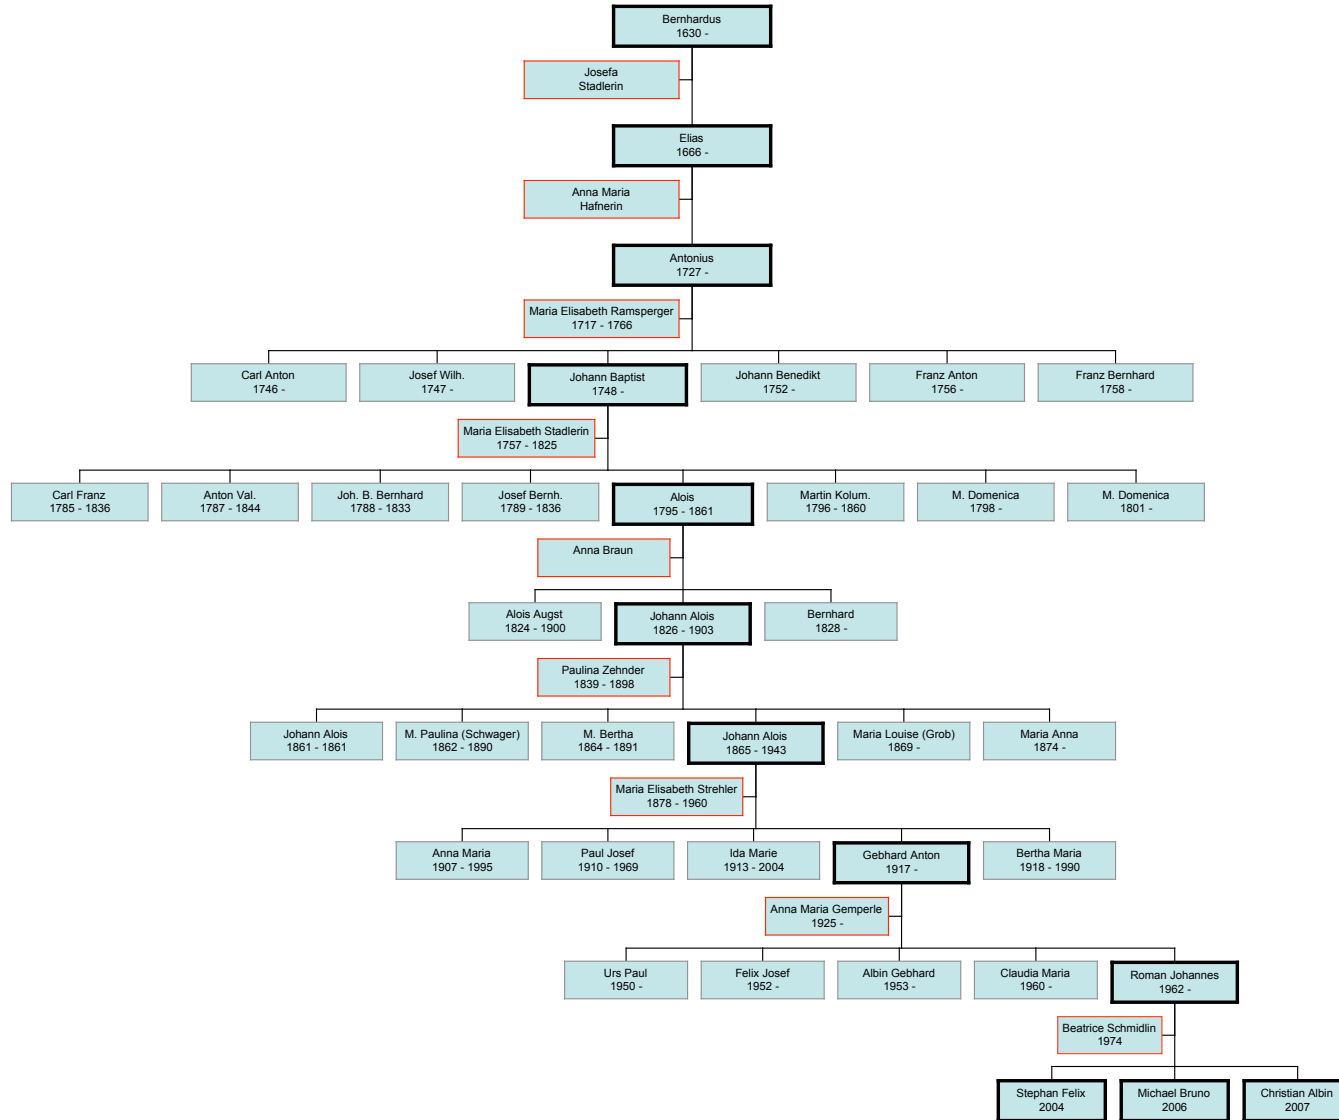 Bernhardus
1630 -
Josefa
Stadlerin
Elias
1666 -
Anna Maria
Hafnerin
Antonius
1727 -
Maria Elisabeth Ramsperger
1717 - 1766
Carl Anton
1746 -
Josef Wilh.
1747 -
Johann Baptist
1748 -
Johann Benedikt
1752 -
Franz Anton
1756 -
Franz Bernhard
1758 -
Maria Elisabeth Stadlerin
1757 - 1825
Carl Franz
1785 - 1836
Anton Val.
1787 - 1844
Joh. B. Bernhard
1788 - 1833
Josef Bernh.
1789 - 1836
Alois
1795 - 1861
Martin Kolum.
1796 - 1860
M. Domenica
1798 -
M. Domenica
1801 -
Anna Braun
Alois Augst
1824 - 1900
Johann Alois
1826 - 1903
Bernhard
1828 -
Paulina Zehnder
1839 - 1898
Johann Alois
1861 - 1861
M. Paulina (Schwager)
1862 - 1890
M. Bertha
1864 - 1891
Johann Alois
1865 - 1943
Maria Louise (Grob)
1869 -
Maria Anna
1874 -
Maria Elisabeth Strehler
1878 - 1960
Anna Maria
1907 - 1995
Paul Josef
1910 - 1969
Ida Marie
1913 - 2004
Gebhard Anton
1917 -
Bertha Maria
1918 - 1990
Anna Maria Gemperle
1925 -
Urs Paul
1950 -
Felix Josef
1952 -
Albin Gebhard
1953 -
Claudia Maria
1960 -
Roman Johannes
1962 -
Beatrice Schmidlin
1974
Stephan Felix
2004
Michael Bruno
2006
Christian Albin
2007